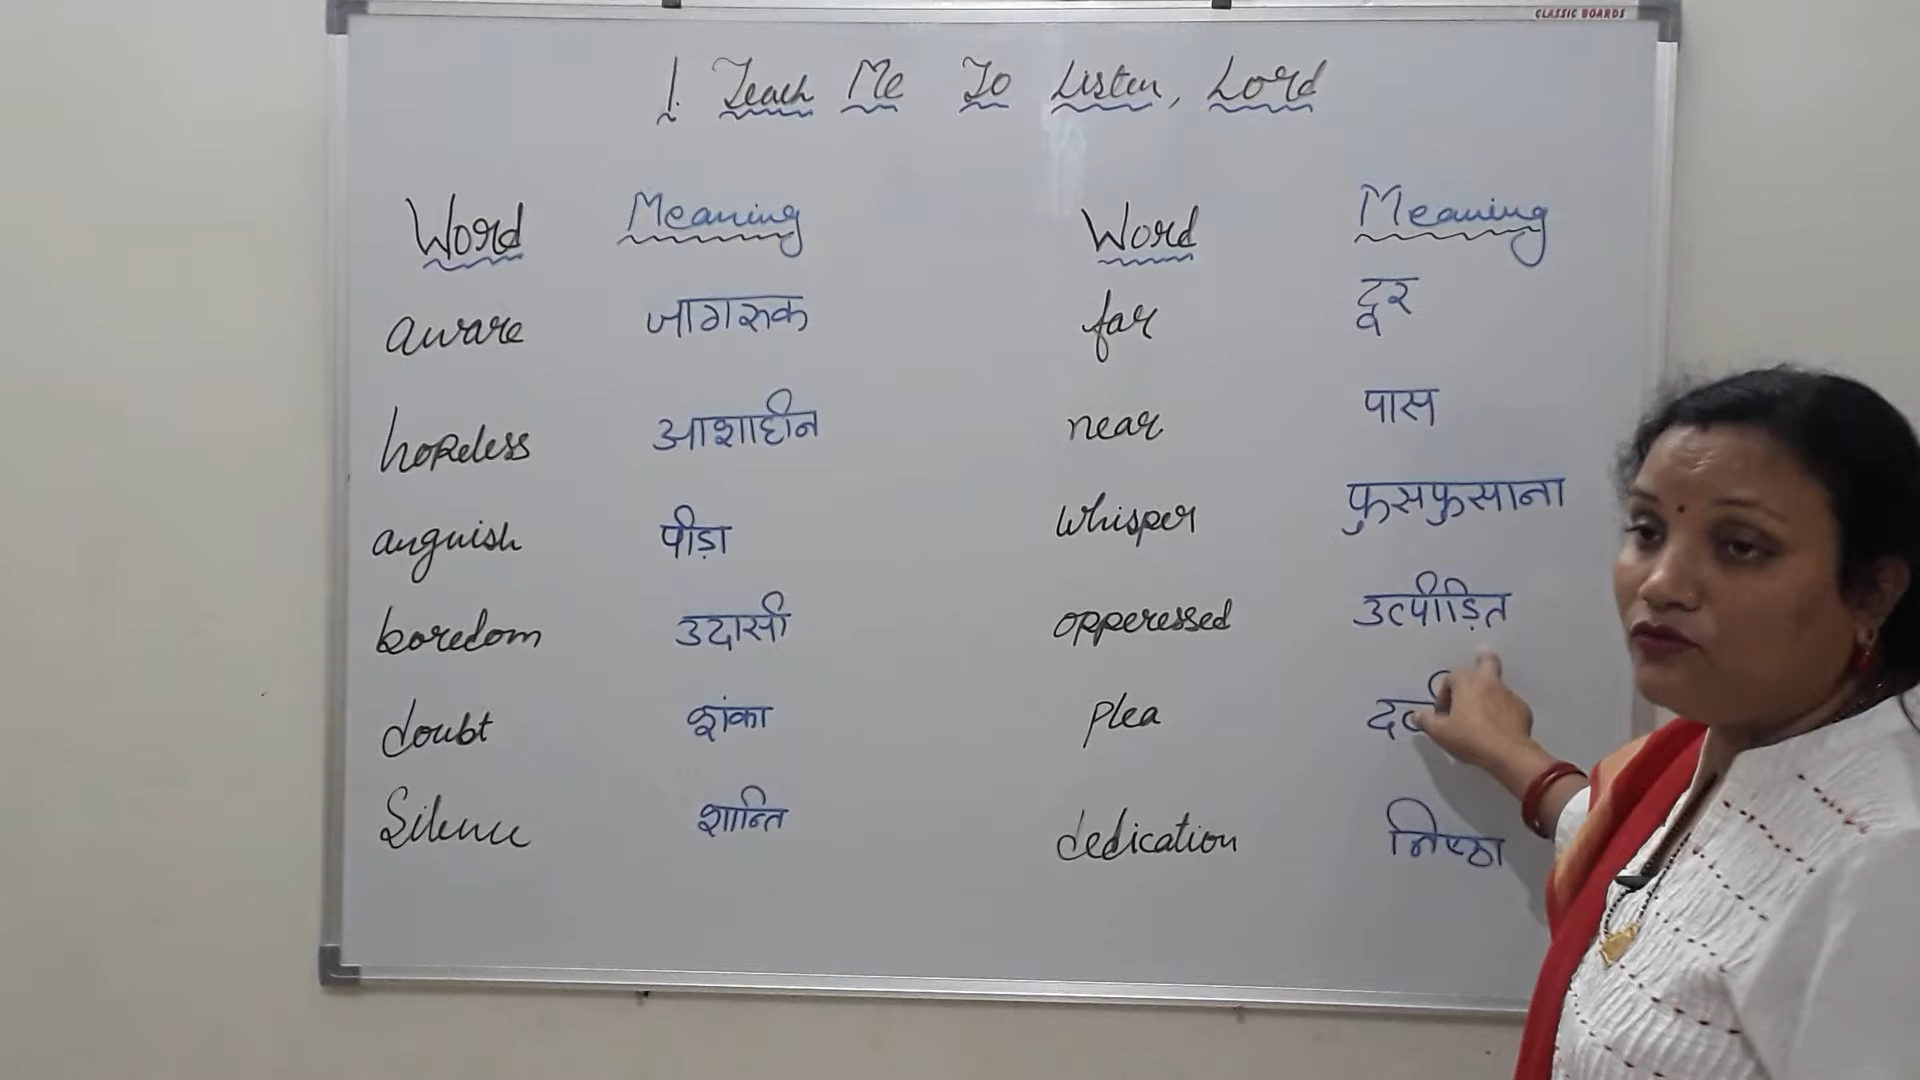 CLASSIC BOARDS
1. Teach Me To Listen, Lord
Word Meaning Word Meaning
aware जागरुक far दूर
hopeless आशाहीन near पास
anguish पीड़ा whisper फुसफुसाना
boredom उदासी opperessed उत्पीड़ित
doubt शंका plea
Silence शान्ति dedication निष्ठा